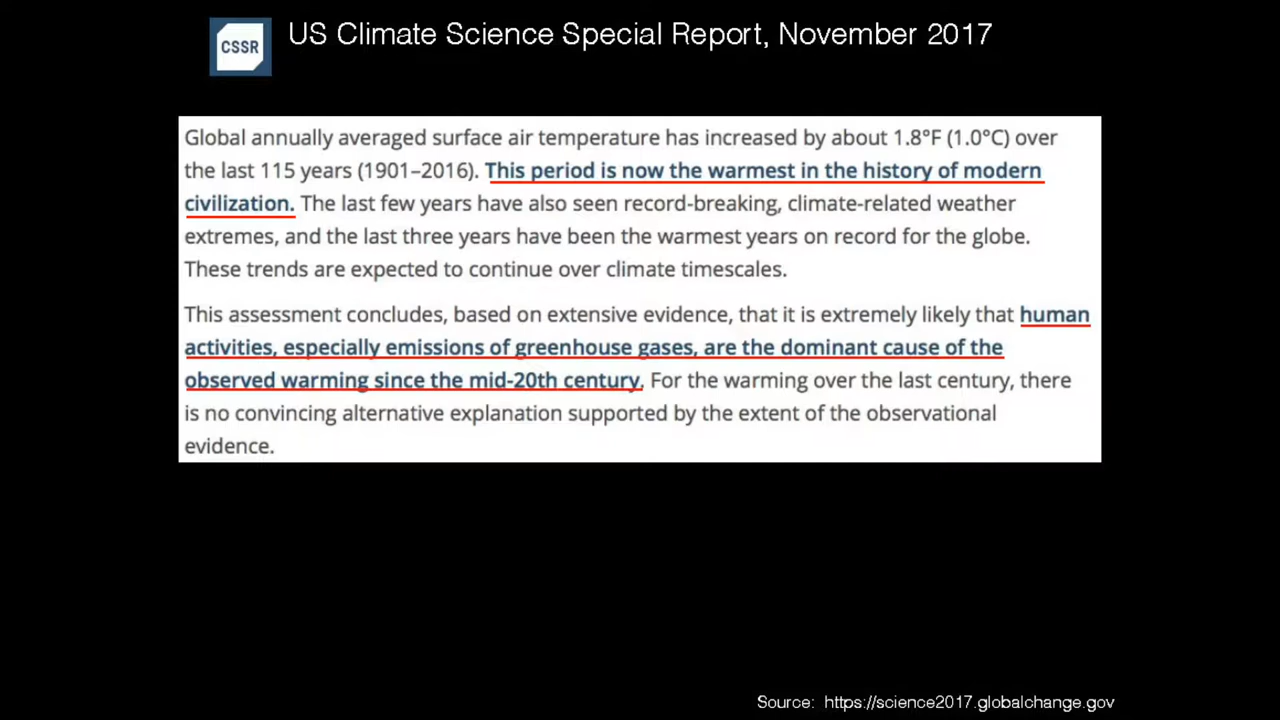 CSSR
US Climate Science Special Report, November 2017
Global annually averaged surface air temperature has increased by about 1.8°F (1.0°C) over
the last 115 years (1901–2016). This period is now the warmest in the history of modern
civilization. The last few years have also seen record-breaking, climate-related weather
extremes, and the last three years have been the warmest years on record for the globe.
These trends are expected to continue over climate timescales.
This assessment concludes, based on extensive evidence, that it is extremely likely that human
activities, especially emissions of greenhouse gases, are the dominant cause of the
observed warming since the mid-20th century. For the warming over the last century, there
is no convincing alternative explanation supported by the extent of the observational
evidence.
Source: https://science2017.globalchange.gov